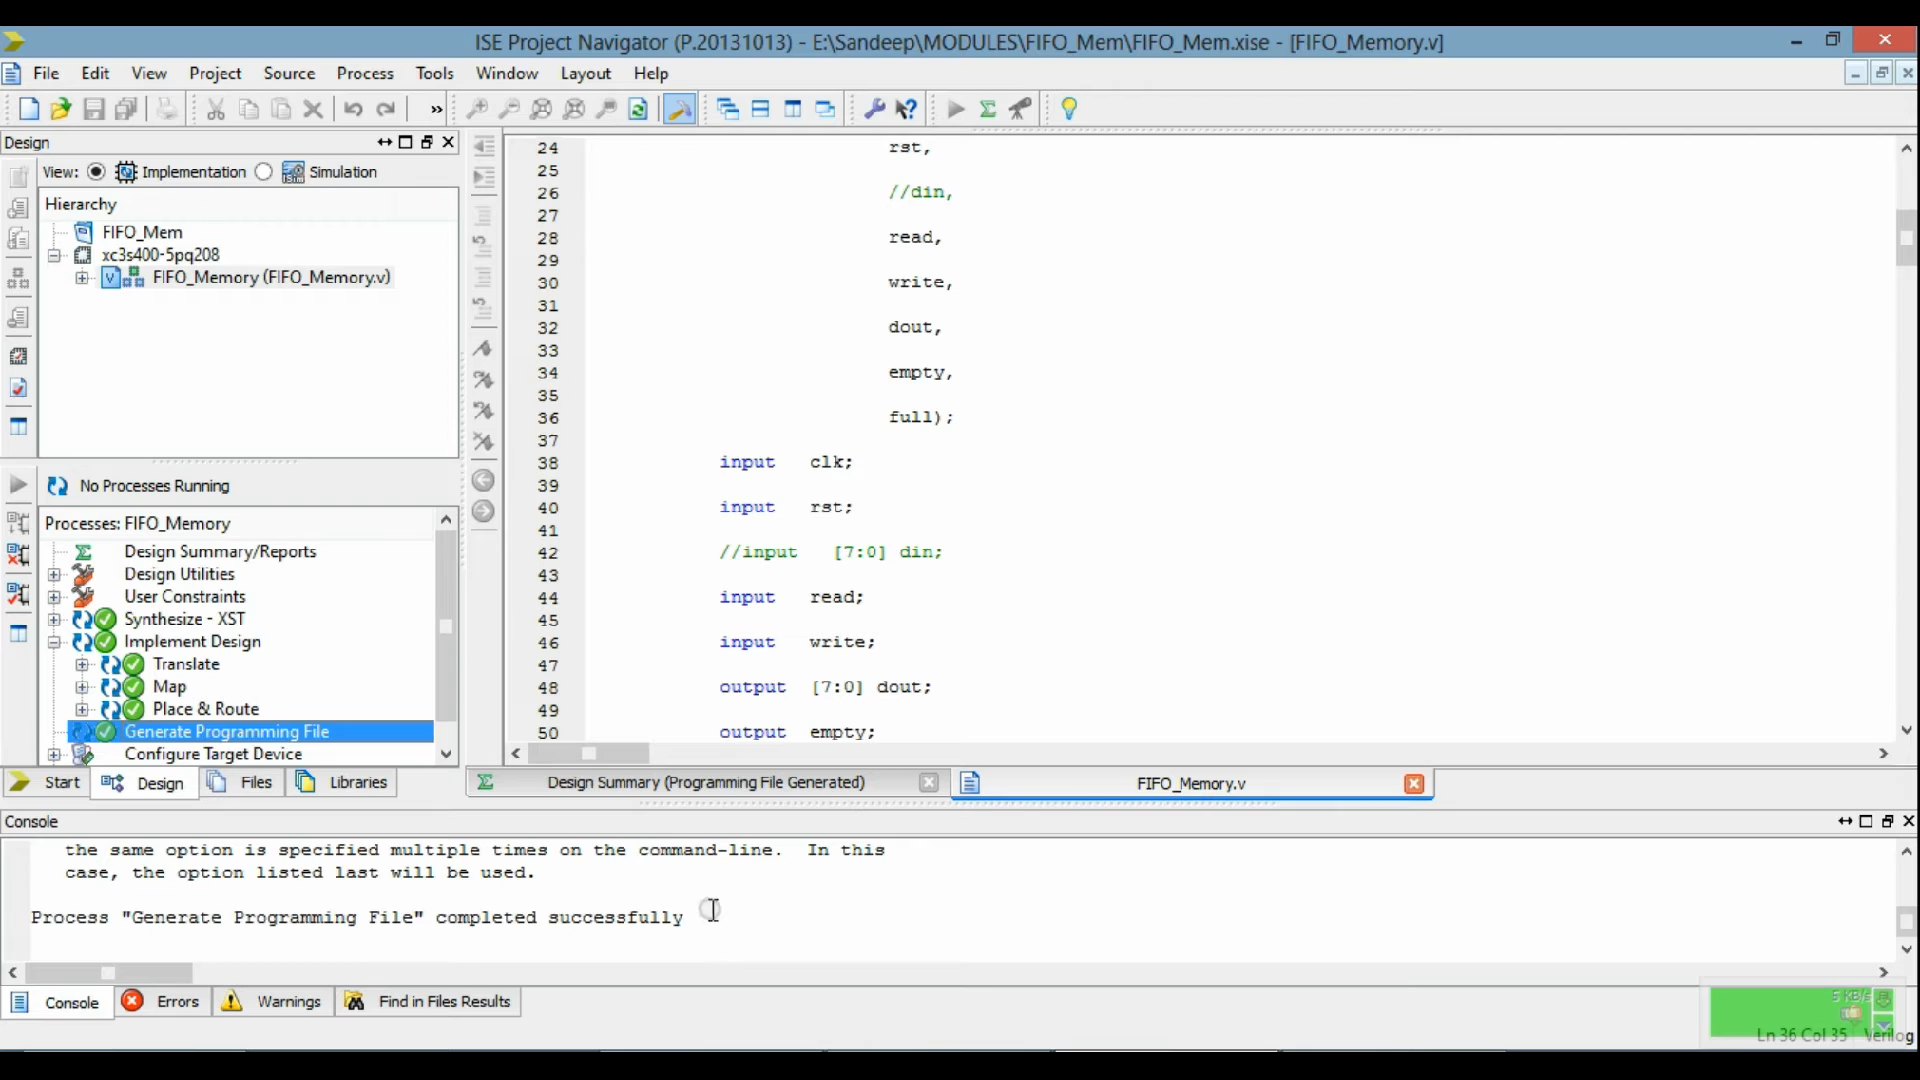 ISE Project Navigator (P.20131013) - E:\Sandeep\MODULES\FIFO_Mem\FIFO_Mem.xise - [FIFO_Memory.v]
File Edit View Project Source Process Tools Window Layout Help
»
Design
View: Implementation Simulation
Hierarchy
FIFO_Mem
xc3s400-5pq208
FIFO_Memory (FIFO_Memory.v)
No Processes Running
Processes: FIFO_Memory
Design Summary/Reports
Design Utilities
User Constraints
Synthesize - XST
Implement Design
Translate
Map
Place & Route
Generate Programming File
Configure Target Device
Start Design Files Libraries
24 rst,
25
26 //din,
27
28 read,
29
30 write,
31
32 dout,
33
34 empty,
35
36 full);
37
38 input clk;
39
40 input rst;
41
42 //input [7:0] din;
43
44 input read;
45
46 input write;
47
48 output [7:0] dout;
49
50 output empty;
Design Summary (Programming File Generated) FIFO_Memory.v
Console
the same option is specified multiple times on the command-line. In this
case, the option listed last will be used.
Process "Generate Programming File" completed successfully
Console Errors Warnings Find in Files Results
5 KB/s
Ln 36 Col 35 Verilog